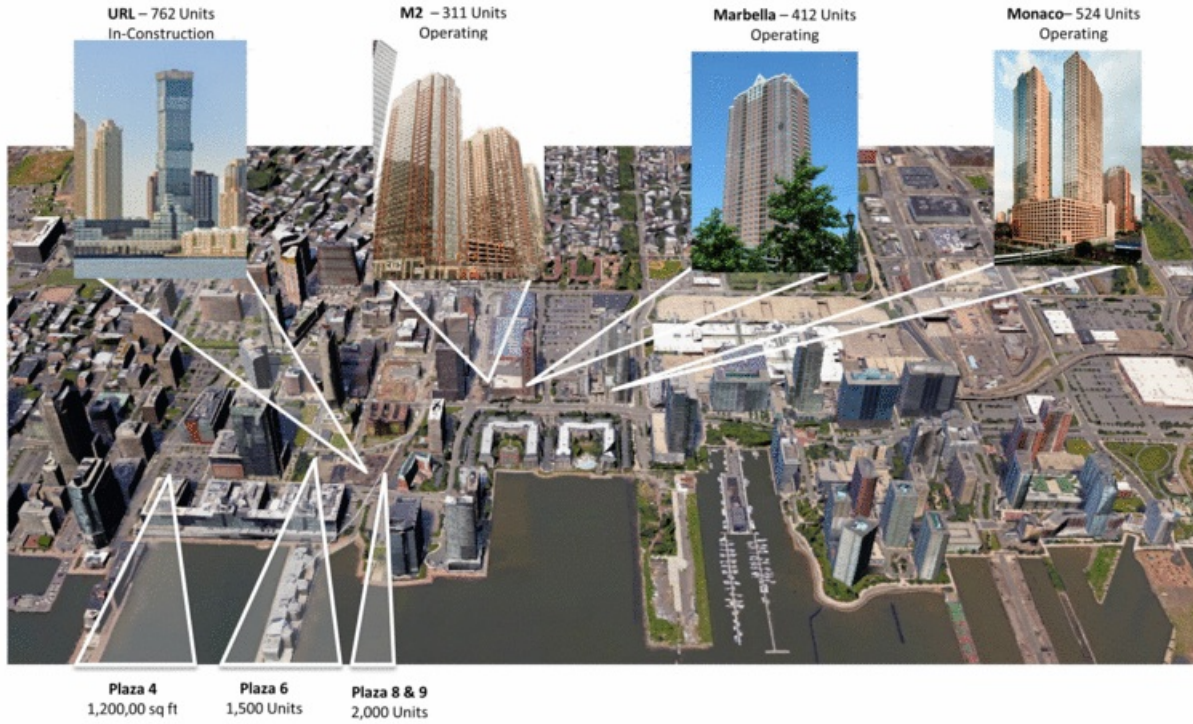 URL – 762 Units
In-Construction
M2 – 311 Units
Operating
Marbella – 412 Units
Operating
Monaco– 524 Units
Operating
Plaza 4
1,200,00 sq ft
Plaza 6
1,500 Units
Plaza 8 & 9
2,000 Units